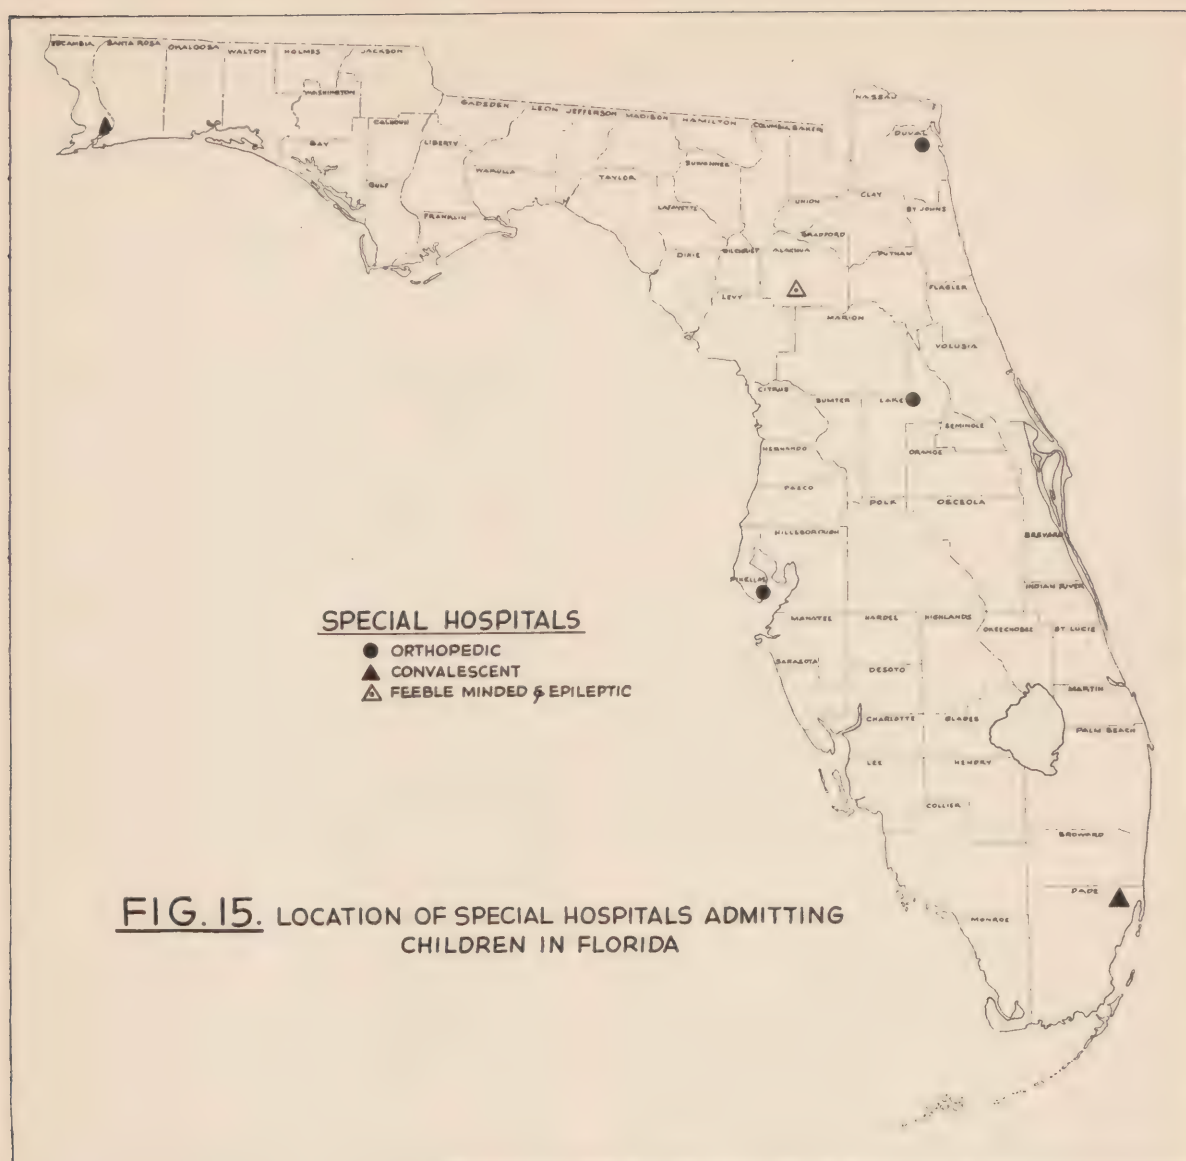 ESCAMBIA
SANTA ROSA
OKALOOSA
WALTON
HOLMES
JACKSON
WASHINGTON
BAY
CALHOUN
GULF
GADSDEN
LIBERTY
FRANKLIN
LEON
WAKULLA
JEFFERSON
MADISON
TAYLOR
HAMILTON
SUWANNEE
LAFAYETTE
DIXIE
COLUMBIA
BAKER
NASSAU
DUVAL
UNION
CLAY
ST JOHNS
BRADFORD
GILCHRIST
ALACHUA
PUTNAM
LEVY
FLAGLER
MARION
VOLUSIA
CITRUS
SUMTER
LAKE
SEMINOLE
HERNANDO
ORANGE
PASCO
POLK
OSCEOLA
HILLSBOROUGH
BREVARD
PINELLAS
INDIAN RIVER
MANATEE
HARDEE
HIGHLANDS
OKEECHOBEE
ST LUCIE
SARASOTA
DESOTO
MARTIN
CHARLOTTE
GLADES
PALM BEACH
LEE
HENDRY
COLLIER
BROWARD
DADE
MONROE
SPECIAL HOSPITALS
ORTHOPEDIC
CONVALESCENT
FEEBLE MINDED & EPILEPTIC
FIG. 15. LOCATION OF SPECIAL HOSPITALS ADMITTING
CHILDREN IN FLORIDA